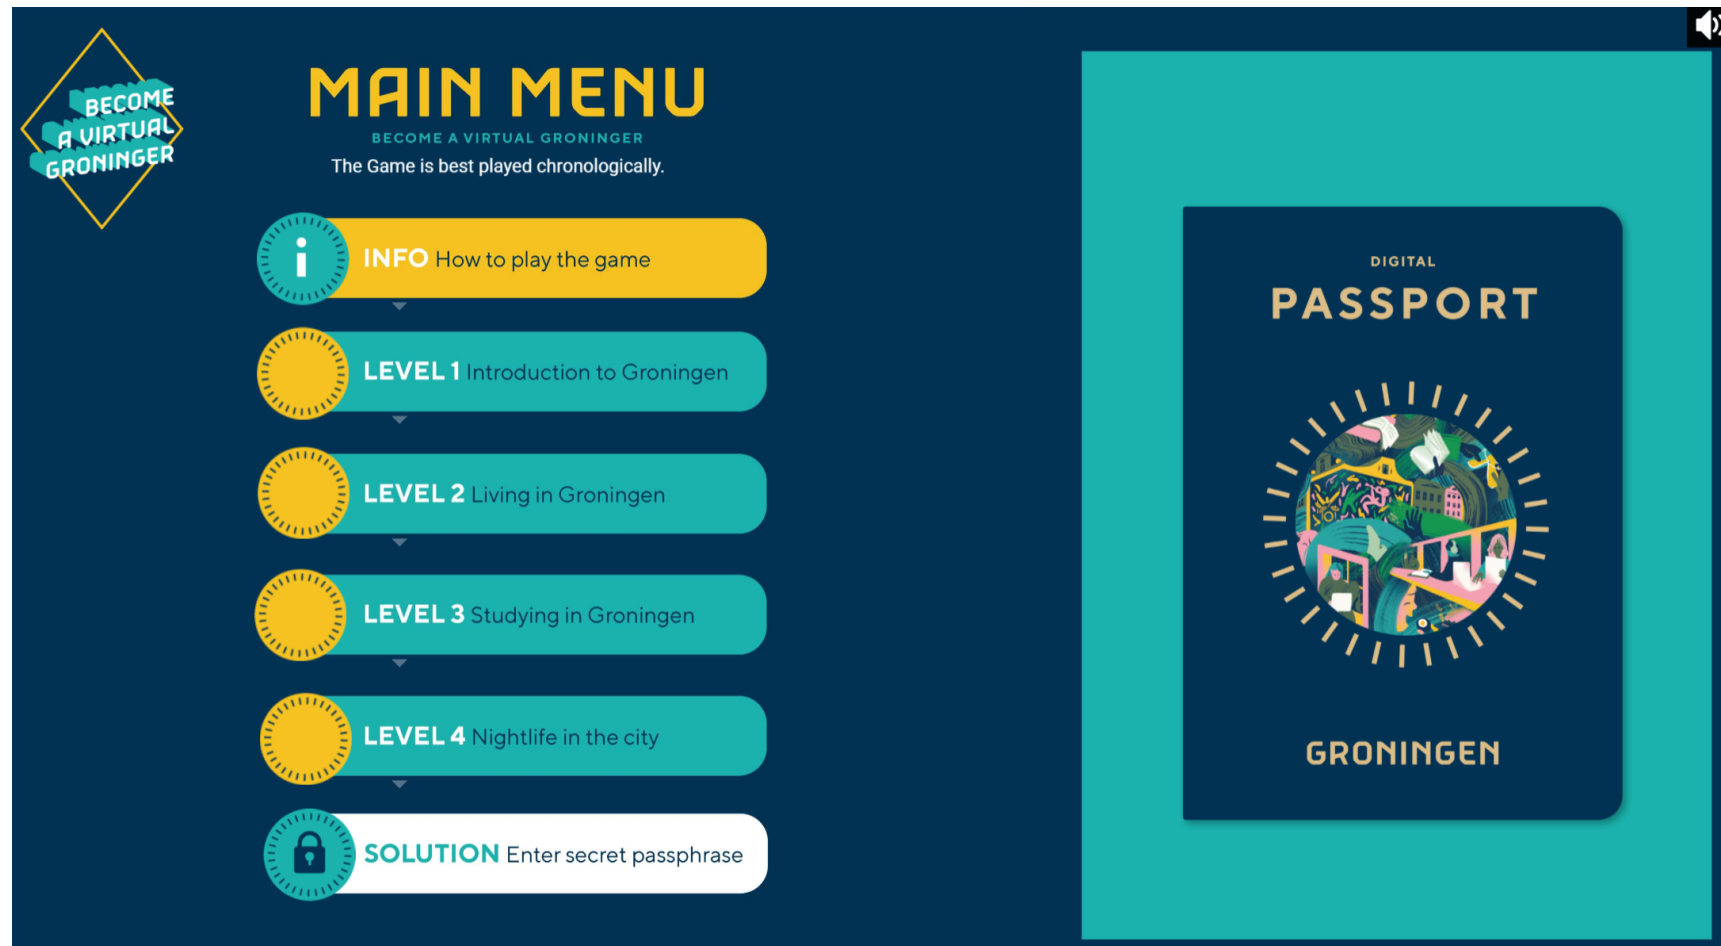 BECOME
A VIRTUAL
GRONINGER
MAIN MENU
BECOME A VIRTUAL GRONINGER
The Game is best played chronologically.
i
INFO How to play the game
LEVEL 1 Introduction to Groningen
LEVEL 2 Living in Groningen
LEVEL 3 Studying in Groningen
LEVEL 4 Nightlife in the city
SOLUTION Enter secret passphrase
DIGITAL
PASSPORT
GRONINGEN